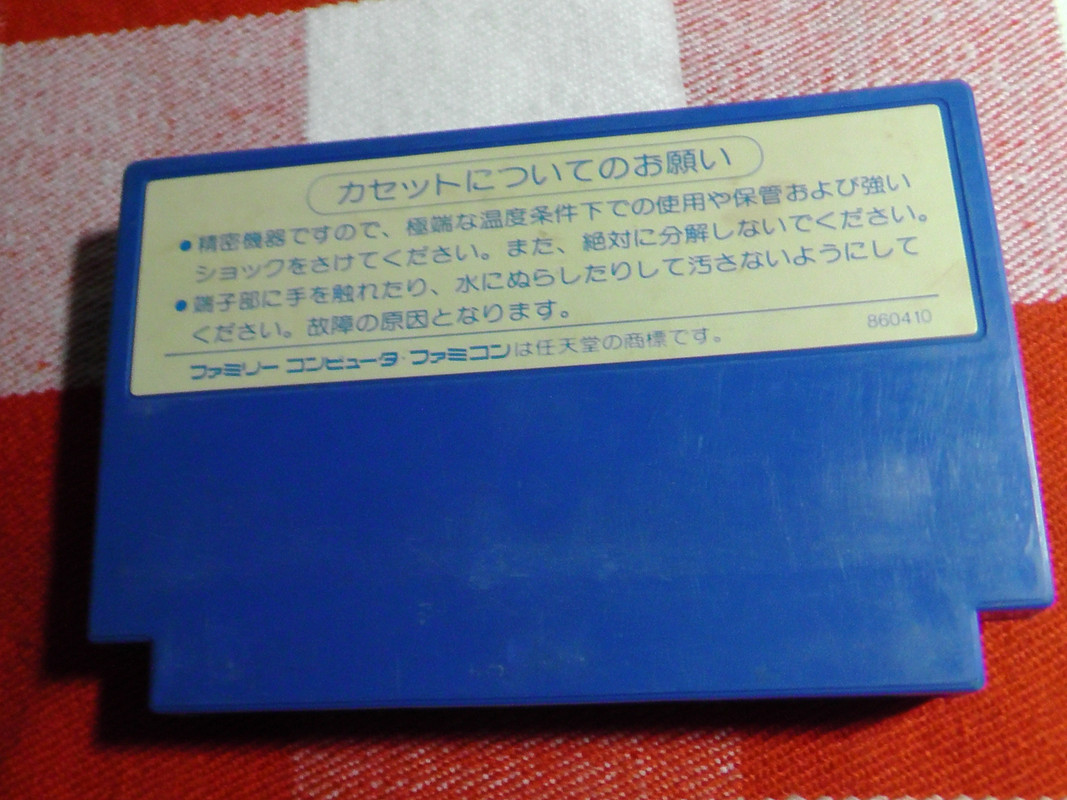 カセットについてのお願い
●精密機器ですので、極端な温度条件下での使用や保管および強い
ショックをさけてください。また、絶対に分解しないでください。
●端子部に手を触れたり、水にぬらしたりして汚さないようにして
ください。故障の原因となります。
860410
ファミリーコンピュータ・ファミコンは任天堂の商標です。